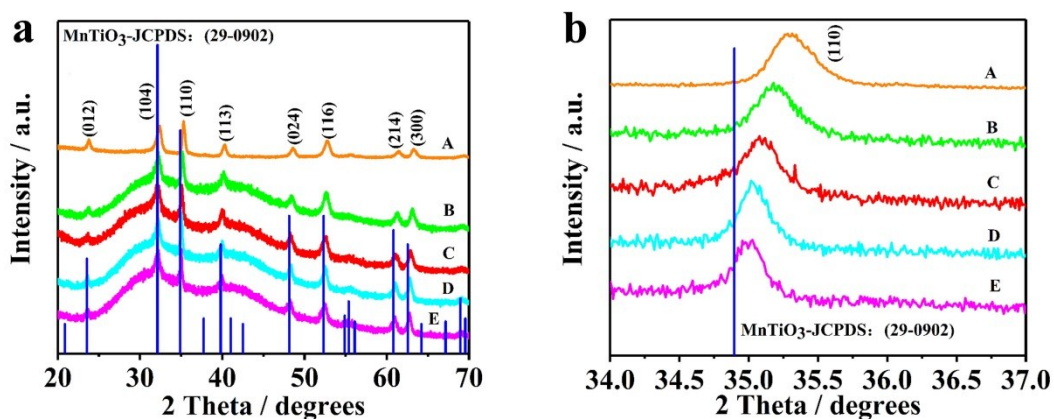 a
MnTiO3-JCPDS: (29-0902)
(012)
(104)
(110)
(113)
(024)
(116)
(214)
(300)
A
B
C
D
E
Intensity / a.u.
20 30 40 50 60 70
2 Theta / degrees
b
(110)
A
B
C
D
E
MnTiO3-JCPDS: (29-0902)
Intensity / a.u.
34.0 34.5 35.0 35.5 36.0 36.5 37.0
2 Theta / degrees